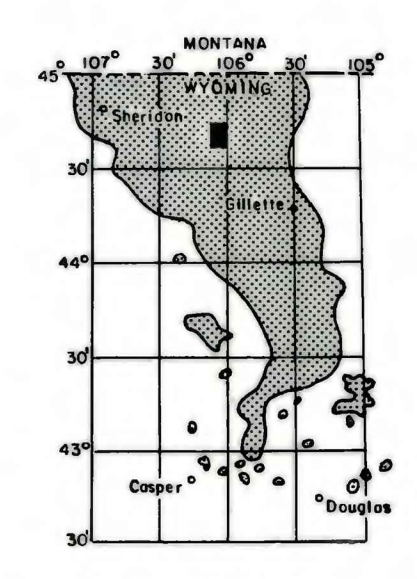 MONTANA
45° 107° 30' 106° 30' 105°
WYOMING
Sheridan
30'
Gillette
44°
30'
43°
Casper
Douglas
30'